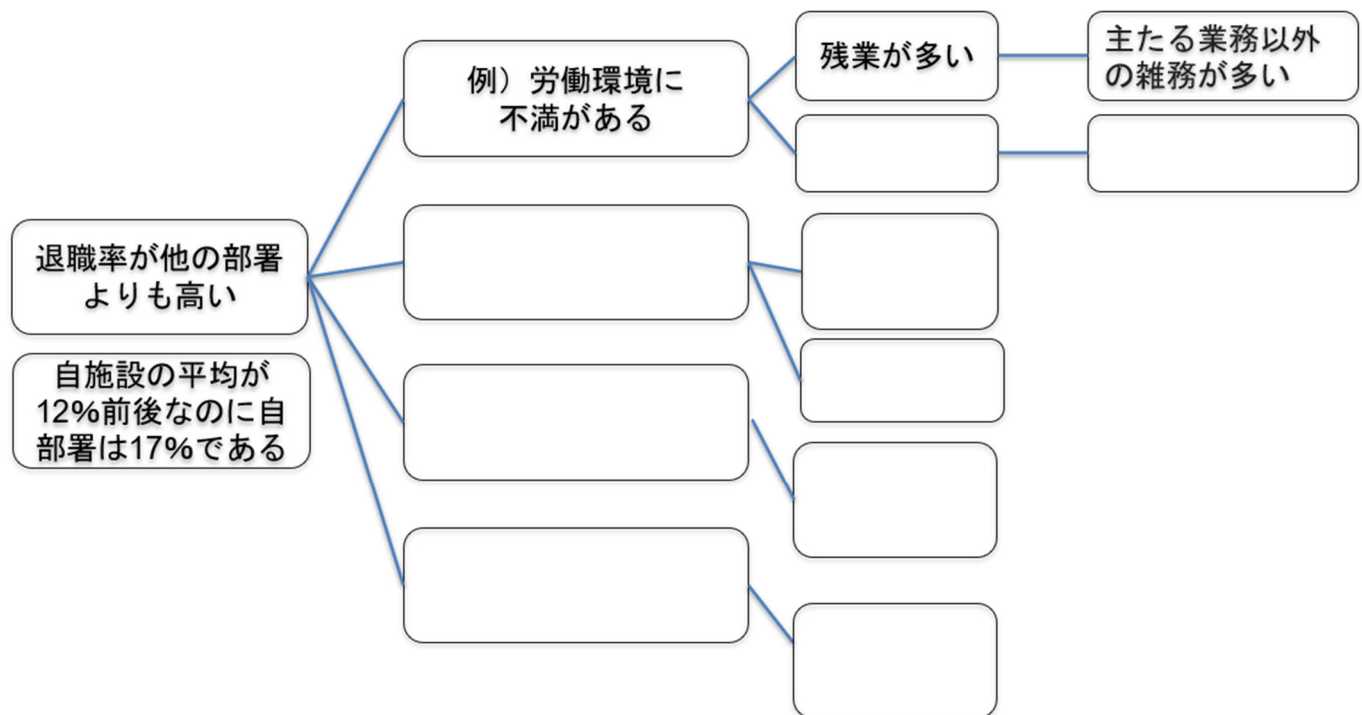 退職率が他の部署
よりも高い
自施設の平均が
12%前後なのに自
部署は17%である
例）労働環境に
不満がある
残業が多い
主たる業務以外
の雑務が多い